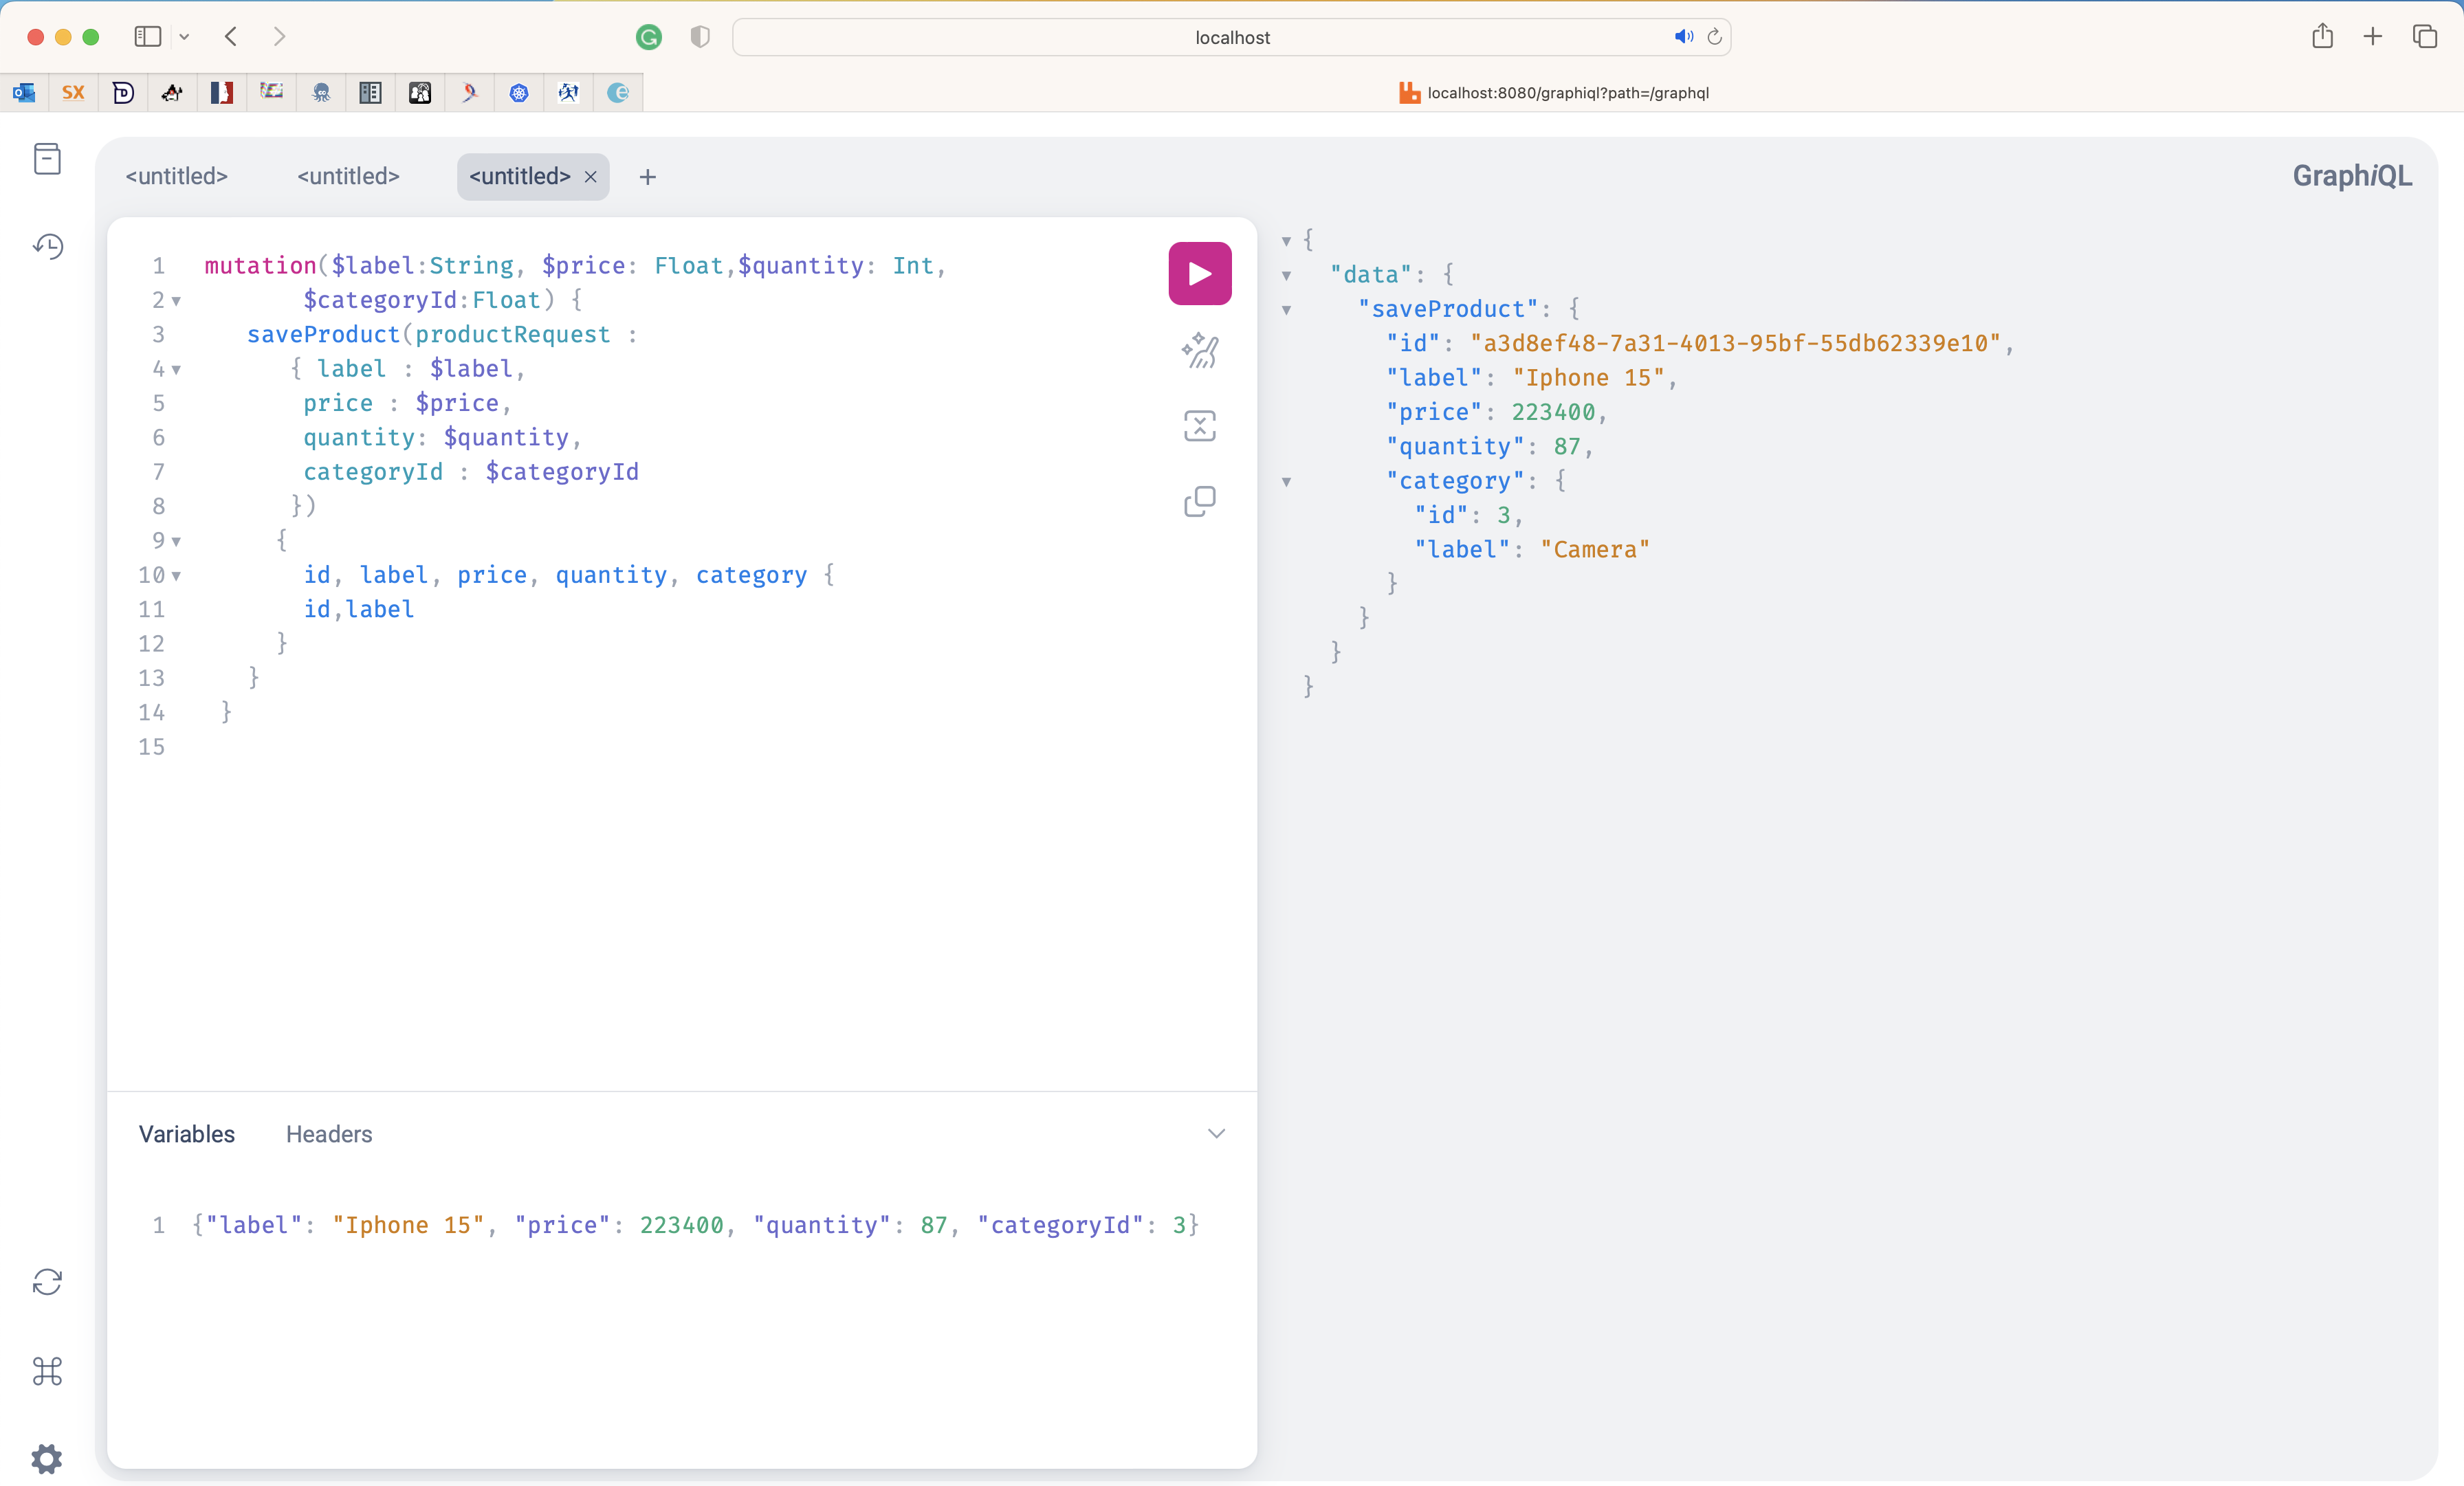 localhost
SX
localhost:8080/graphiql?path=/graphql
<untitled> <untitled> <untitled> × +
GraphiQL
1 mutation($label:String, $price: Float,$quantity: Int,
2 $categoryId:Float) {
3 saveProduct(productRequest :
4 { label : $label,
5 price : $price,
6 quantity: $quantity,
7 categoryId : $categoryId
8 })
9 {
10 id, label, price, quantity, category {
11 id,label
12 }
13 }
14 }
15
Variables Headers
1 {"label": "Iphone 15", "price": 223400, "quantity": 87, "categoryId": 3}
{
"data": {
"saveProduct": {
"id": "a3d8ef48-7a31-4013-95bf-55db62339e10",
"label": "Iphone 15",
"price": 223400,
"quantity": 87,
"category": {
"id": 3,
"label": "Camera"
}
}
}
}